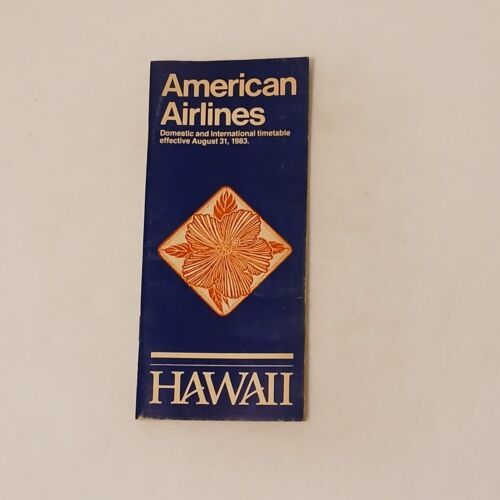 American
Airlines
Domestic and International timetable
effective August 31, 1983.
HAWAII